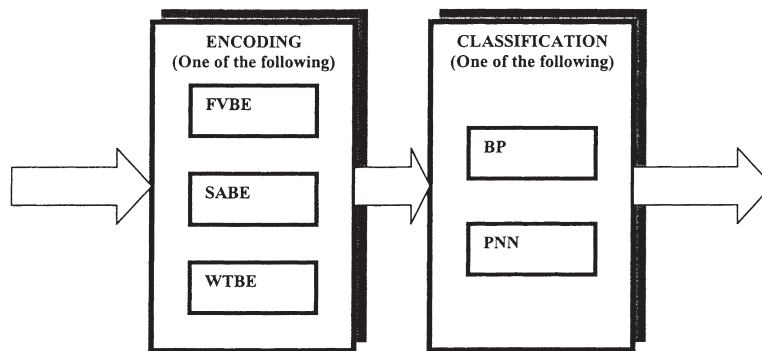 ENCODING
(One of the following)
FVBE
SABE
WTBE
CLASSIFICATION
(One of the following)
BP
PNN